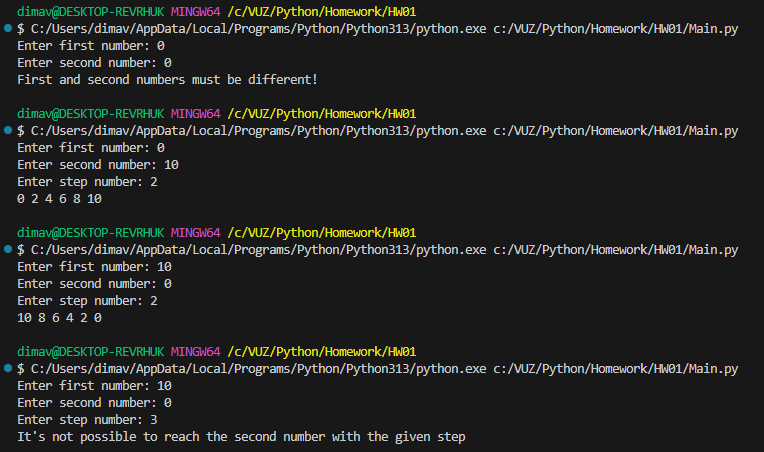 dimav@DESKTOP-REVRHUK MINGW64 /c/VUZ/Python/Homework/HW01
$ C:/Users/dimav/AppData/Local/Programs/Python/Python313/python.exe c:/VUZ/Python/Homework/HW01/Main.py
Enter first number: 0
Enter second number: 0
First and second numbers must be different!
dimav@DESKTOP-REVRHUK MINGW64 /c/VUZ/Python/Homework/HW01
$ C:/Users/dimav/AppData/Local/Programs/Python/Python313/python.exe c:/VUZ/Python/Homework/HW01/Main.py
Enter first number: 0
Enter second number: 10
Enter step number: 2
0 2 4 6 8 10
dimav@DESKTOP-REVRHUK MINGW64 /c/VUZ/Python/Homework/HW01
$ C:/Users/dimav/AppData/Local/Programs/Python/Python313/python.exe c:/VUZ/Python/Homework/HW01/Main.py
Enter first number: 10
Enter second number: 0
Enter step number: 2
10 8 6 4 2 0
dimav@DESKTOP-REVRHUK MINGW64 /c/VUZ/Python/Homework/HW01
$ C:/Users/dimav/AppData/Local/Programs/Python/Python313/python.exe c:/VUZ/Python/Homework/HW01/Main.py
Enter first number: 10
Enter second number: 0
Enter step number: 3
It's not possible to reach the second number with the given step